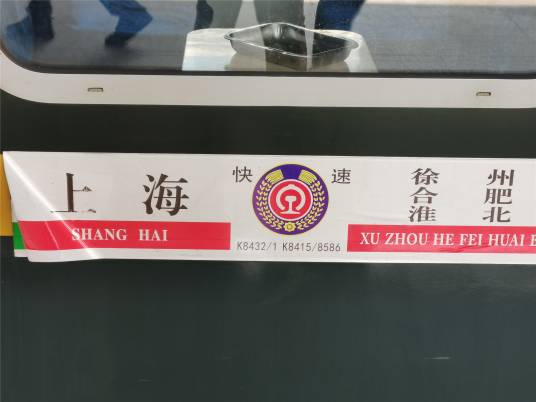 上海
SHANG HAI
快速
K8432/1 K8415/8586
徐州
合肥
淮北
XU ZHOU HE FEI HUAI